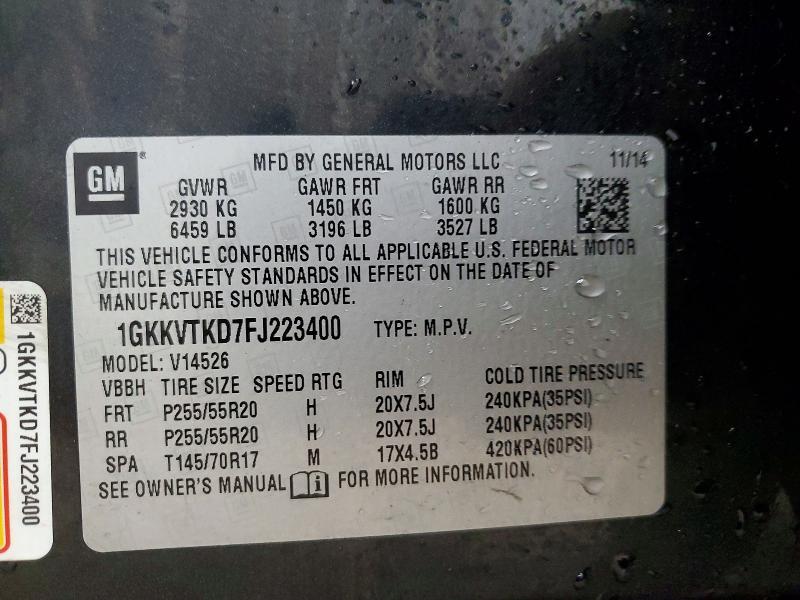 GM
MFD BY GENERAL MOTORS LLC 11/14
GVWR GAWR FRT GAWR RR
2930 KG 1450 KG 1600 KG
6459 LB 3196 LB 3527 LB
THIS VEHICLE CONFORMS TO ALL APPLICABLE U.S. FEDERAL MOTOR
VEHICLE SAFETY STANDARDS IN EFFECT ON THE DATE OF
MANUFACTURE SHOWN ABOVE.
1GKKVTKD7FJ223400 TYPE: M.P.V.
MODEL: V14526
VBBH TIRE SIZE SPEED RTG RIM COLD TIRE PRESSURE
FRT P255/55R20 H 20X7.5J 240KPA(35PSI)
RR P255/55R20 H 20X7.5J 240KPA(35PSI)
SPA T145/70R17 M 17X4.5B 420KPA(60PSI)
SEE OWNER'S MANUAL i FOR MORE INFORMATION.
1GKKVTKD7FJ223400